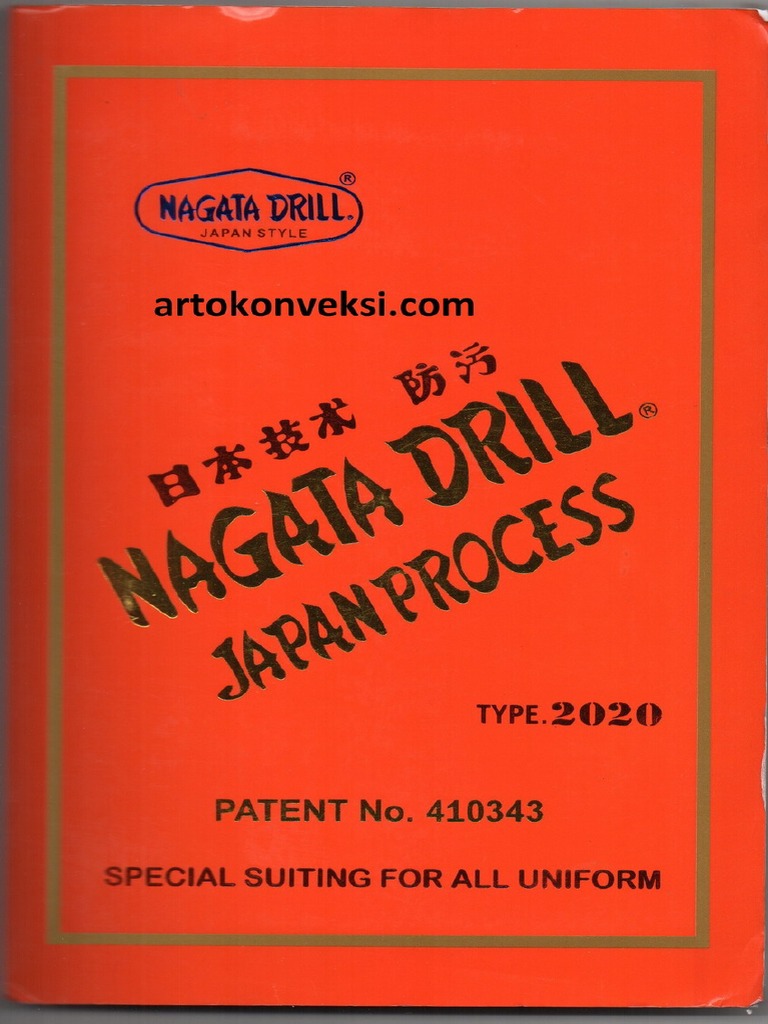 NAGATA DRILL. ®
JAPAN STYLE
artokonveksi.com
日本技术 防污
NAGATA DRILL ®
JAPAN PROCESS
TYPE. 2020
PATENT No. 410343
SPECIAL SUITING FOR ALL UNIFORM